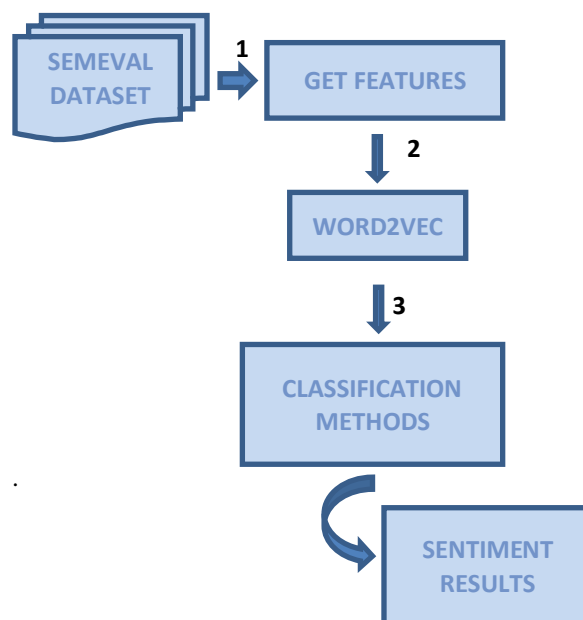 SEMEVAL
DATASET
1
GET FEATURES
2
WORD2VEC
3
CLASSIFICATION
METHODS
.
SENTIMENT
RESULTS